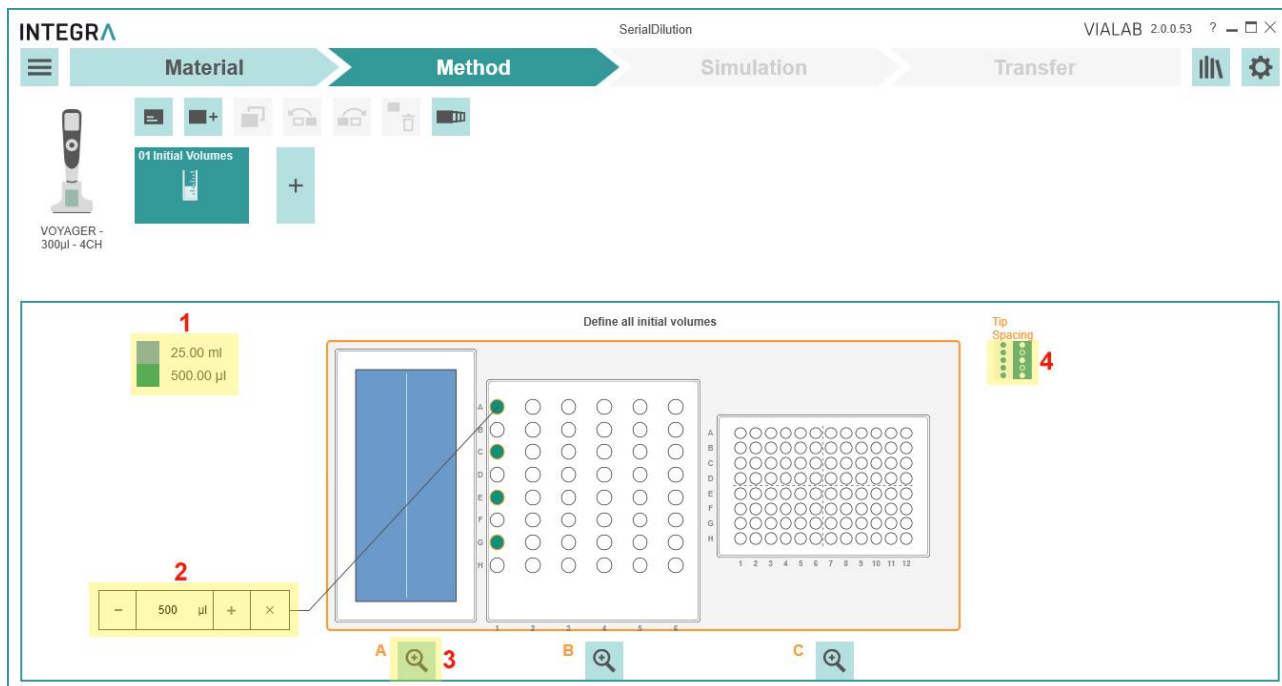 INTEGRA
SerialDilution
VIALAB 2.0.0.53 ?
Material
Method
Simulation
Transfer
01 Initial Volumes
+
VOYAGER -
300µl - 4CH
Define all initial volumes
1
25.00 ml
500.00 µl
Tip
Spacing
4
A
B
C
D
E
F
G
H
1 2 3 4 5 6
A
B
C
D
E
F
G
H
1 2 3 4 5 6 7 8 9 10 11 12
2
− 500 µl + ×
A
3
B
C